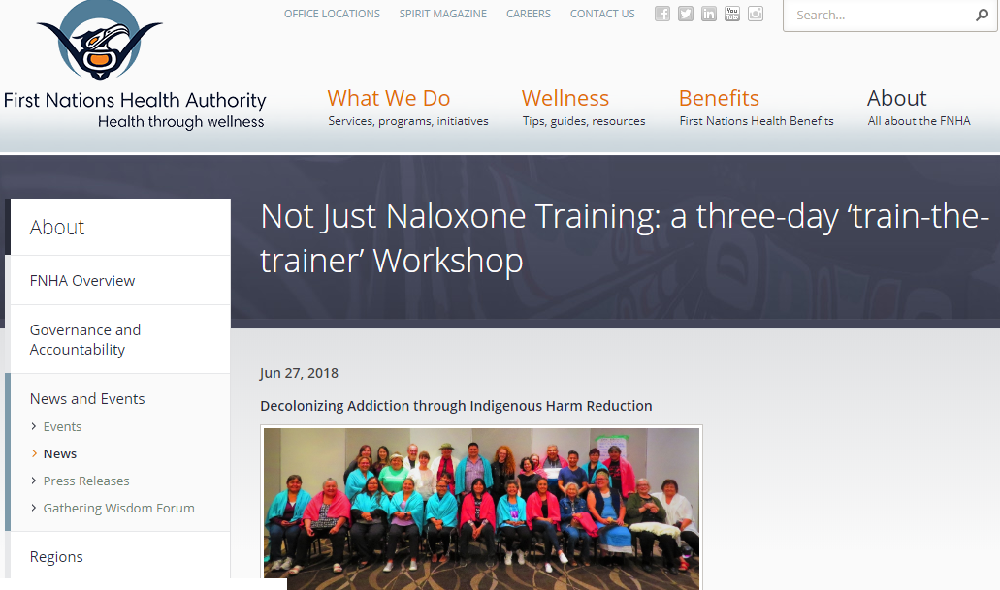 OFFICE LOCATIONS SPIRIT MAGAZINE CAREERS CONTACT US
You Tube
Search...
First Nations Health Authority
Health through wellness
What We Do
Services, programs, initiatives
Wellness
Tips, guides, resources
Benefits
First Nations Health Benefits
About
All about the FNHA
Not Just Naloxone Training: a three-day ‘train-the-
trainer’ Workshop
About
FNHA Overview
Governance and
Accountability
News and Events
Events
News
Press Releases
Gathering Wisdom Forum
Regions
Jun 27, 2018
Decolonizing Addiction through Indigenous Harm Reduction